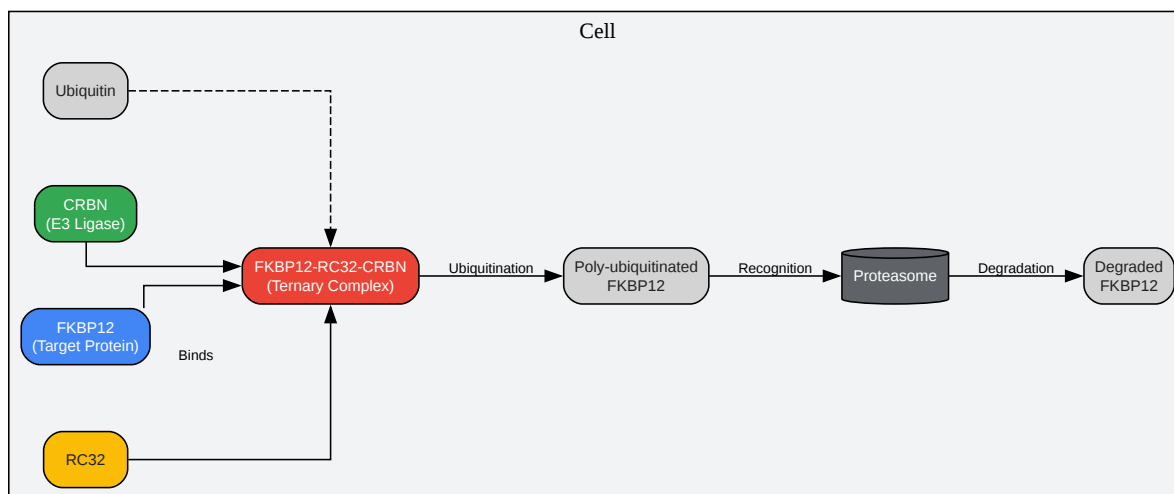 Cell
Ubiquitin
CRBN
(E3 Ligase)
FKBP12-RC32-CRBN
(Ternary Complex)
Ubiquitination
Poly-ubiquitinated
FKBP12
Recognition
Proteasome
Degradation
Degraded
FKBP12
FKBP12
(Target Protein)
Binds
RC32